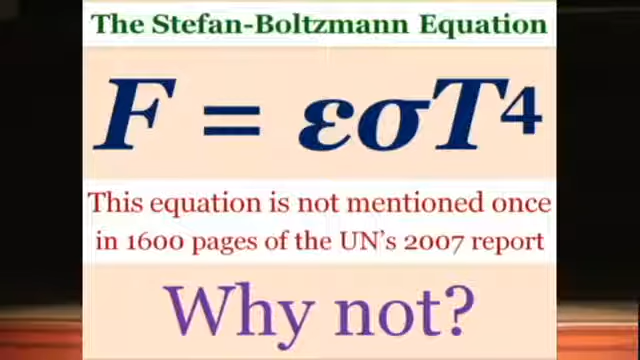 The Stefan-Boltzmann Equation
F = εσT⁴
This equation is not mentioned once
in 1600 pages of the UN's 2007 report
Why not?